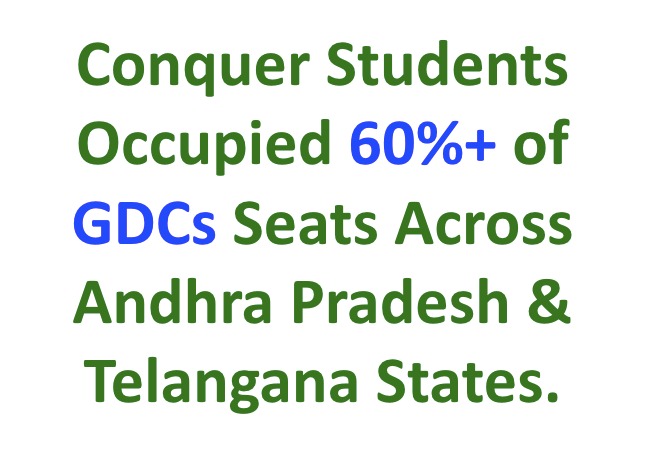 Conquer Students
Occupied 60%+ of
GDCs Seats Across
Andhra Pradesh &
Telangana States.